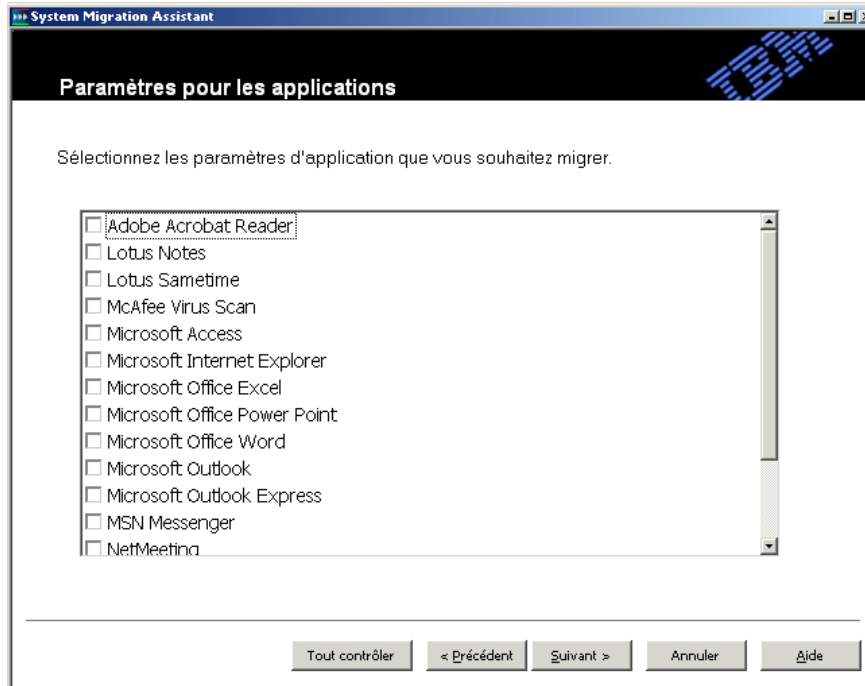 System Migration Assistant
IBM
Paramètres pour les applications
Sélectionnez les paramètres d'application que vous souhaitez migrer.
Adobe Acrobat Reader
Lotus Notes
Lotus Sametime
McAfee Virus Scan
Microsoft Access
Microsoft Internet Explorer
Microsoft Office Excel
Microsoft Office Power Point
Microsoft Office Word
Microsoft Outlook
Microsoft Outlook Express
MSN Messenger
NetMeeting
Tout contrôler
< Précédent
Suivant >
Annuler
Aide